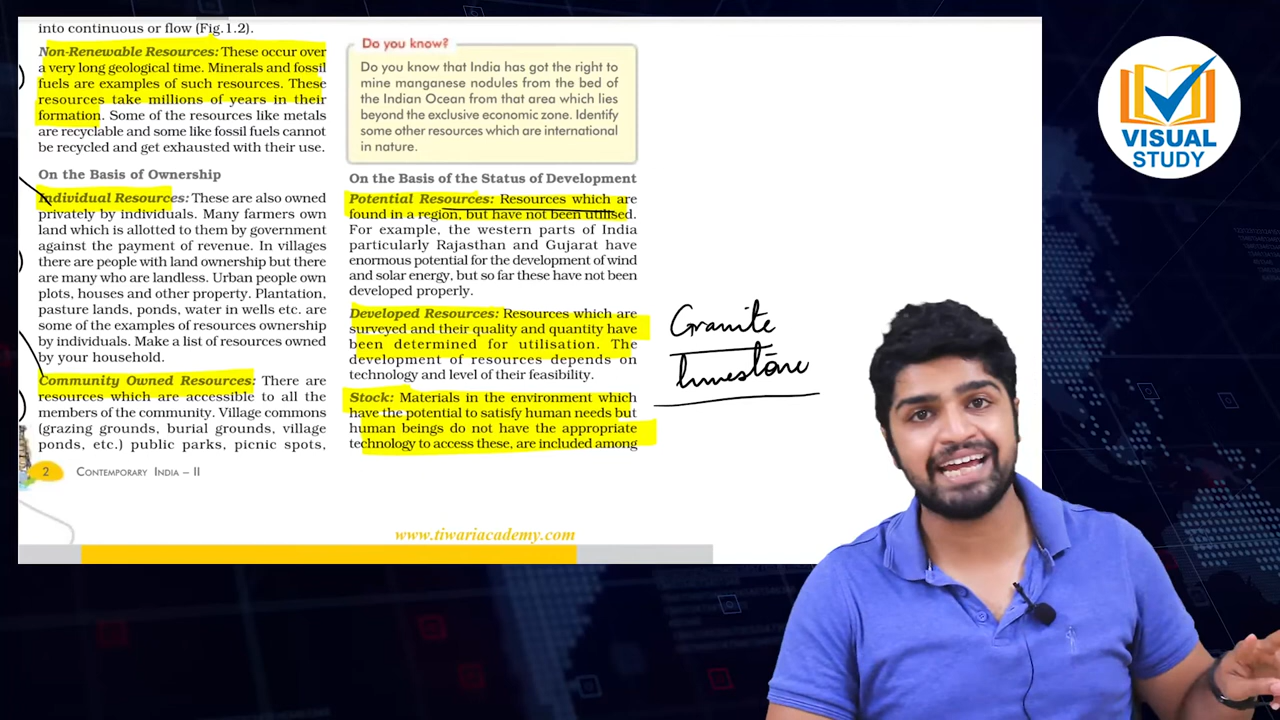 into continuous or flow (Fig.1.2).
Non-Renewable Resources: These occur over
a very long geological time. Minerals and fossil
fuels are examples of such resources. These
resources take millions of years in their
formation. Some of the resources like metals
are recyclable and some like fossil fuels cannot
be recycled and get exhausted with their use.
On the Basis of Ownership
Individual Resources: These are also owned
privately by individuals. Many farmers own
land which is allotted to them by government
against the payment of revenue. In villages
there are people with land ownership but there
are many who are landless. Urban people own
plots, houses and other property. Plantation,
pasture lands, ponds, water in wells etc. are
some of the examples of resources ownership
by individuals. Make a list of resources owned
by your household.
Community Owned Resources: There are
resources which are accessible to all the
members of the community. Village commons
(grazing grounds, burial grounds, village
ponds, etc.) public parks, picnic spots,
2 Contemporary India – II
Do you know?
Do you know that India has got the right to
mine manganese nodules from the bed of
the Indian Ocean from that area which lies
beyond the exclusive economic zone. Identify
some other resources which are international
in nature.
On the Basis of the Status of Development
Potential Resources: Resources which are
found in a region, but have not been utilised.
For example, the western parts of India
particularly Rajasthan and Gujarat have
enormous potential for the development of wind
and solar energy, but so far these have not been
developed properly.
Developed Resources: Resources which are
surveyed and their quality and quantity have
been determined for utilisation. The
development of resources depends on
technology and level of their feasibility.
Stock: Materials in the environment which
have the potential to satisfy human needs but
human beings do not have the appropriate
technology to access these, are included among
www.tiwariacademy.com
Granite
limestone
VISUAL
STUDY